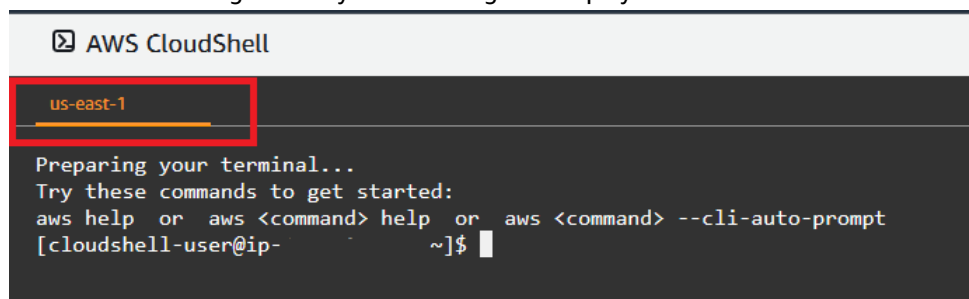 AWS CloudShell
us-east-1
Preparing your terminal...
Try these commands to get started:
aws help or aws <command> help or aws <command> --cli-auto-prompt
[cloudshell-user@ip- ~]$